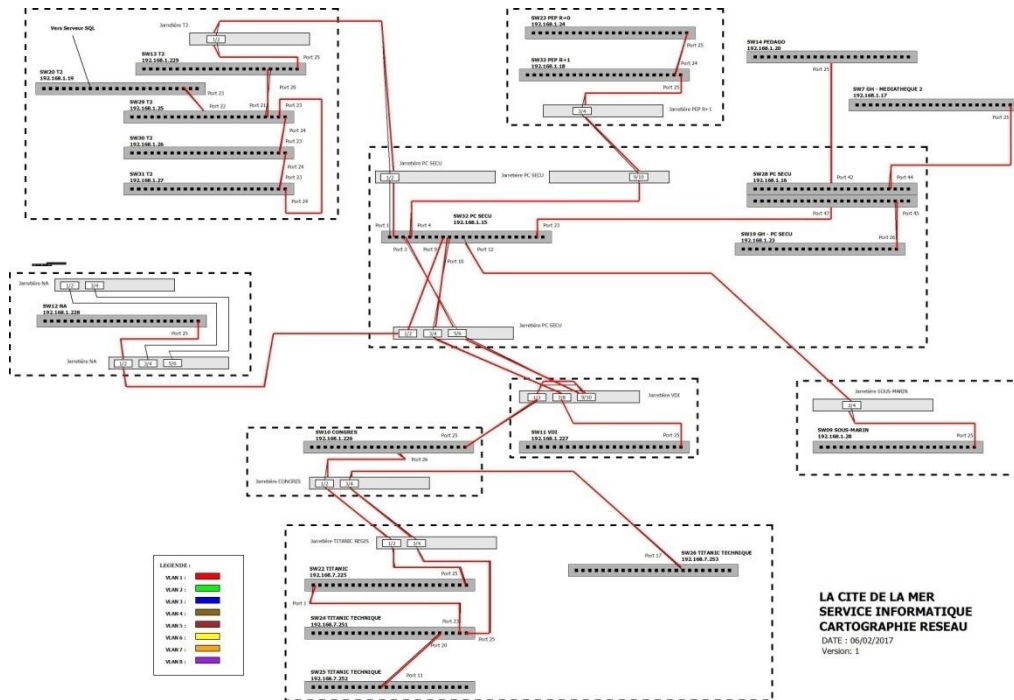 Vers Serveur SQL
Jarretière T2
1/2
SW13 T2
192.168.1.229
Port 25
Port 26
SW20 T2
192.168.1.19
Port 23
Port 22
Port 21
Port 23
SW29 T2
192.168.1.25
Port 24
SW30 T2
192.168.1.26
Port 23
Port 24
SW31 T2
192.168.1.27
Port 23
Port 24
SW23 PEP R+0
192.168.1.24
Port 25
SW33 PEP R+1
192.168.1.18
Port 24
Port 25
3/4
Jarretière PEP R+1
SW14 PEDAGO
192.168.1.20
Port 25
SW7 GH - MEDIATHEQUE 2
192.168.1.17
Port 25
Jarretière PC SECU
1/2
Jarretière PC SECU
9/10
SW28 PC SECU
192.168.1.16
Port 42
Port 44
Port 47
Port 45
SW32 PC SECU
192.168.1.15
Port 1
Port 4
Port 23
Port 3
Port 9
Port 12
Port 10
SW19 GH - PC SECU
192.168.1.23
Port 26
1/2
3/4
5/6
Jarretière PC SECU
Jarretière NA
1/2
3/4
SW12 NA
192.168.1.228
Port 25
Jarretière NA
1/2
3/4
5/6
1/2
7/8
9/10
Jarretière VDI
SW11 VDI
192.168.1.227
Port 25
Jarretière SOUS-MARIN
3/4
SW09 SOUS-MARIN
192.168.1.28
Port 25
SW10 CONGRES
192.168.1.226
Port 25
Port 26
Jarretière CONGRES
1/2
3/4
Jarretière TITANIC REGIS
1/2
3/4
SW22 TITANIC
192.168.7.225
Port 25
Port 1
SW24 TITANIC TECHNIQUE
192.168.7.251
Port 23
Port 25
Port 20
SW25 TITANIC TECHNIQUE
192.168.7.252
Port 13
Port 17
SW26 TITANIC TECHNIQUE
192.168.7.253
LEGENDE :
VLAN 1 :
VLAN 2 :
VLAN 3 :
VLAN 4 :
VLAN 5 :
VLAN 6 :
VLAN 7 :
VLAN 8 :
LA CITE DE LA MER
SERVICE INFORMATIQUE
CARTOGRAPHIE RESEAU
DATE : 06/02/2017
Version: 1